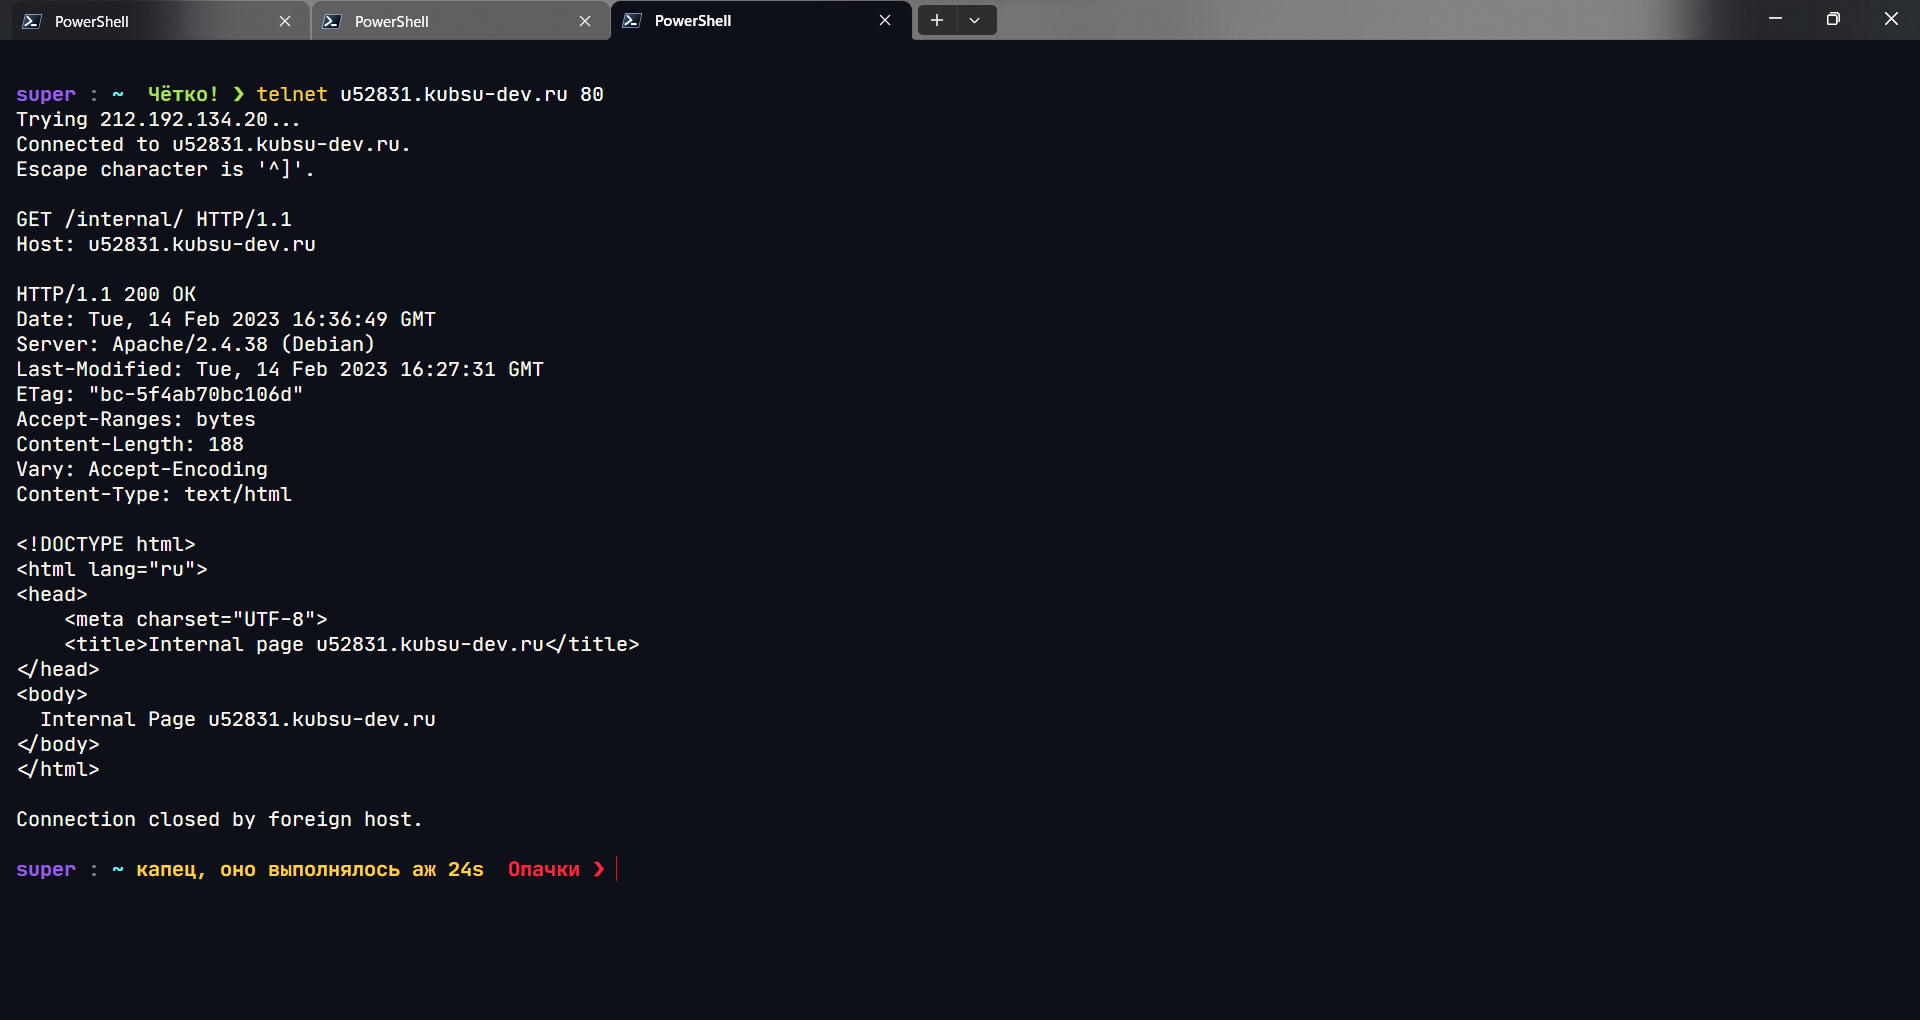 PowerShell
PowerShell
PowerShell
super : ~ Чётко! ❯ telnet u52831.kubsu-dev.ru 80
Trying 212.192.134.20...
Connected to u52831.kubsu-dev.ru.
Escape character is '^]'.
GET /internal/ HTTP/1.1
Host: u52831.kubsu-dev.ru
HTTP/1.1 200 OK
Date: Tue, 14 Feb 2023 16:36:49 GMT
Server: Apache/2.4.38 (Debian)
Last-Modified: Tue, 14 Feb 2023 16:27:31 GMT
ETag: "bc-5f4ab70bc106d"
Accept-Ranges: bytes
Content-Length: 188
Vary: Accept-Encoding
Content-Type: text/html
<!DOCTYPE html>
<html lang="ru">
<head>
    <meta charset="UTF-8">
    <title>Internal page u52831.kubsu-dev.ru</title>
</head>
<body>
  Internal Page u52831.kubsu-dev.ru
</body>
</html>
Connection closed by foreign host.
super : ~ капец, оно выполнялось аж 24s Опачки ❯